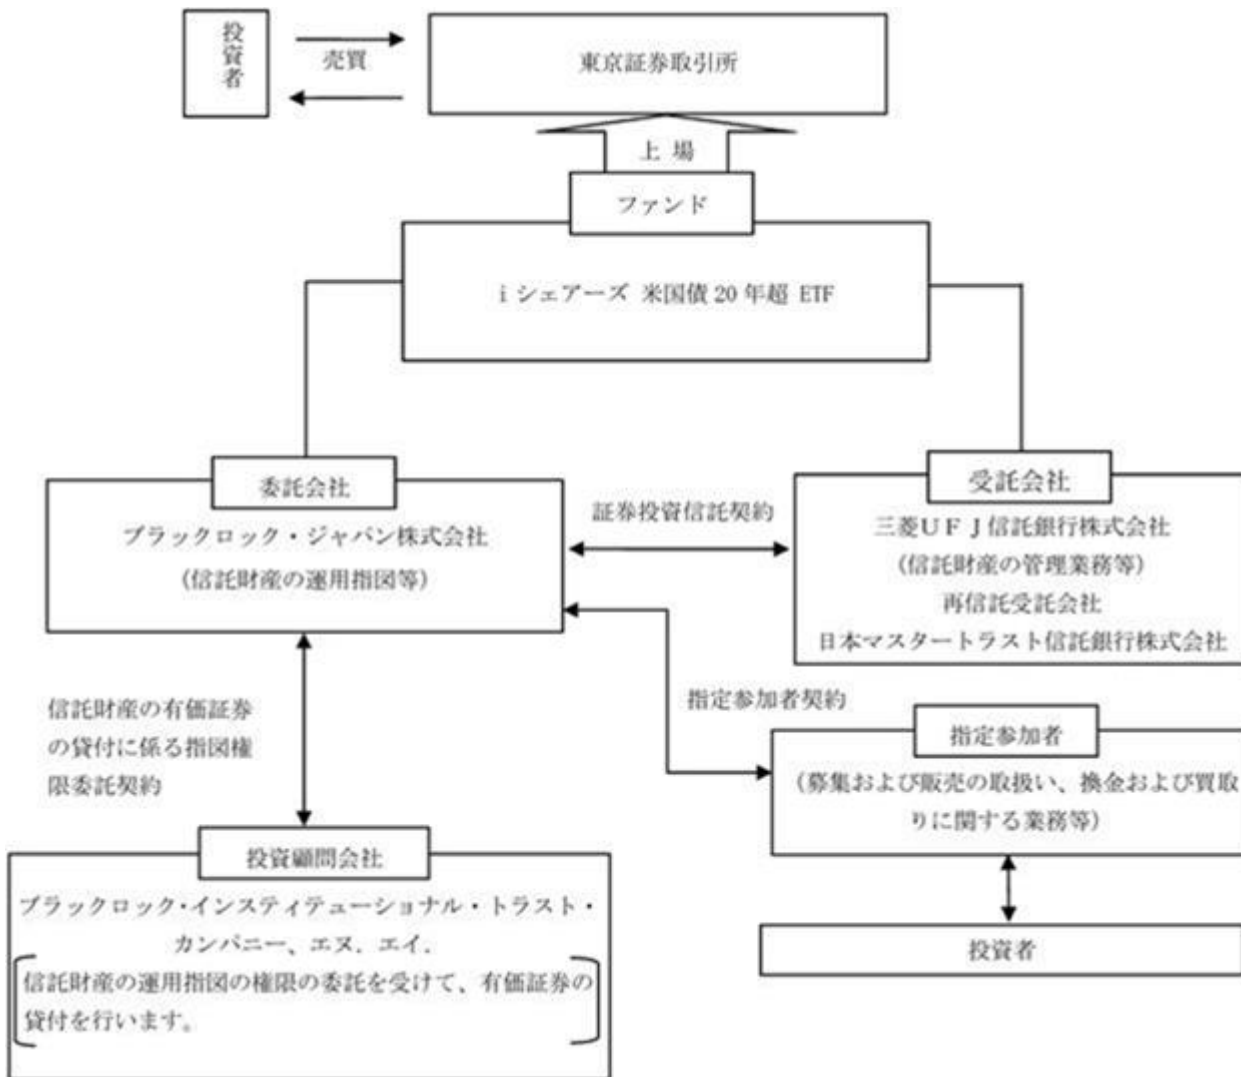 投資者
売買
東京証券取引所
上 場
ファンド
i シェアーズ 米国債 20 年超 ETF
委託会社
ブラックロック・ジャパン株式会社
(信託財産の運用指図等)
証券投資信託契約
受託会社
三菱UFJ信託銀行株式会社
(信託財産の管理業務等)
再信託受託会社
日本マスタートラスト信託銀行株式会社
信託財産の有価証券
の貸付に係る指図権
限委託契約
指定参加者契約
指定参加者
(募集および販売の取扱い、換金および買取
りに関する業務等)
投資者
投資顧問会社
ブラックロック・インスティテューショナル・トラスト・
カンパニー、エヌ．エイ．
信託財産の運用指図の権限の委託を受けて、有価証券の
貸付を行います。